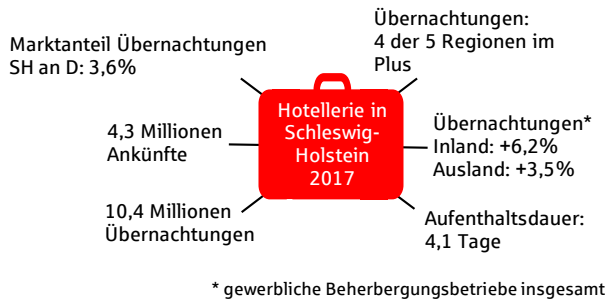 Marktanteil Übernachtungen
SH an D: 3,6%
Übernachtungen:
4 der 5 Regionen im
Plus
Hotellerie in
Schleswig-
Holstein
2017
4,3 Millionen
Ankünfte
Übernachtungen*
Inland: +6,2%
Ausland: +3,5%
10,4 Millionen
Übernachtungen
Aufenthaltsdauer:
4,1 Tage
* gewerbliche Beherbergungsbetriebe insgesamt